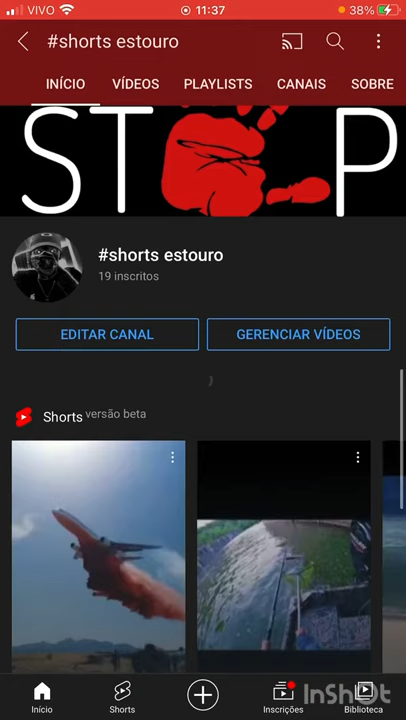 VIVO 11:37 38%
#shorts estouro
INÍCIO VÍDEOS PLAYLISTS CANAIS SOBRE
ST P
#shorts estouro
19 inscritos
EDITAR CANAL GERENCIAR VÍDEOS
Shorts versão beta
Início Shorts Inscrições Biblioteca
InShOt